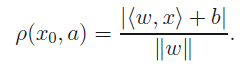 ρ(x₀, a) = |⟨w, x⟩ + b| / ‖w‖.